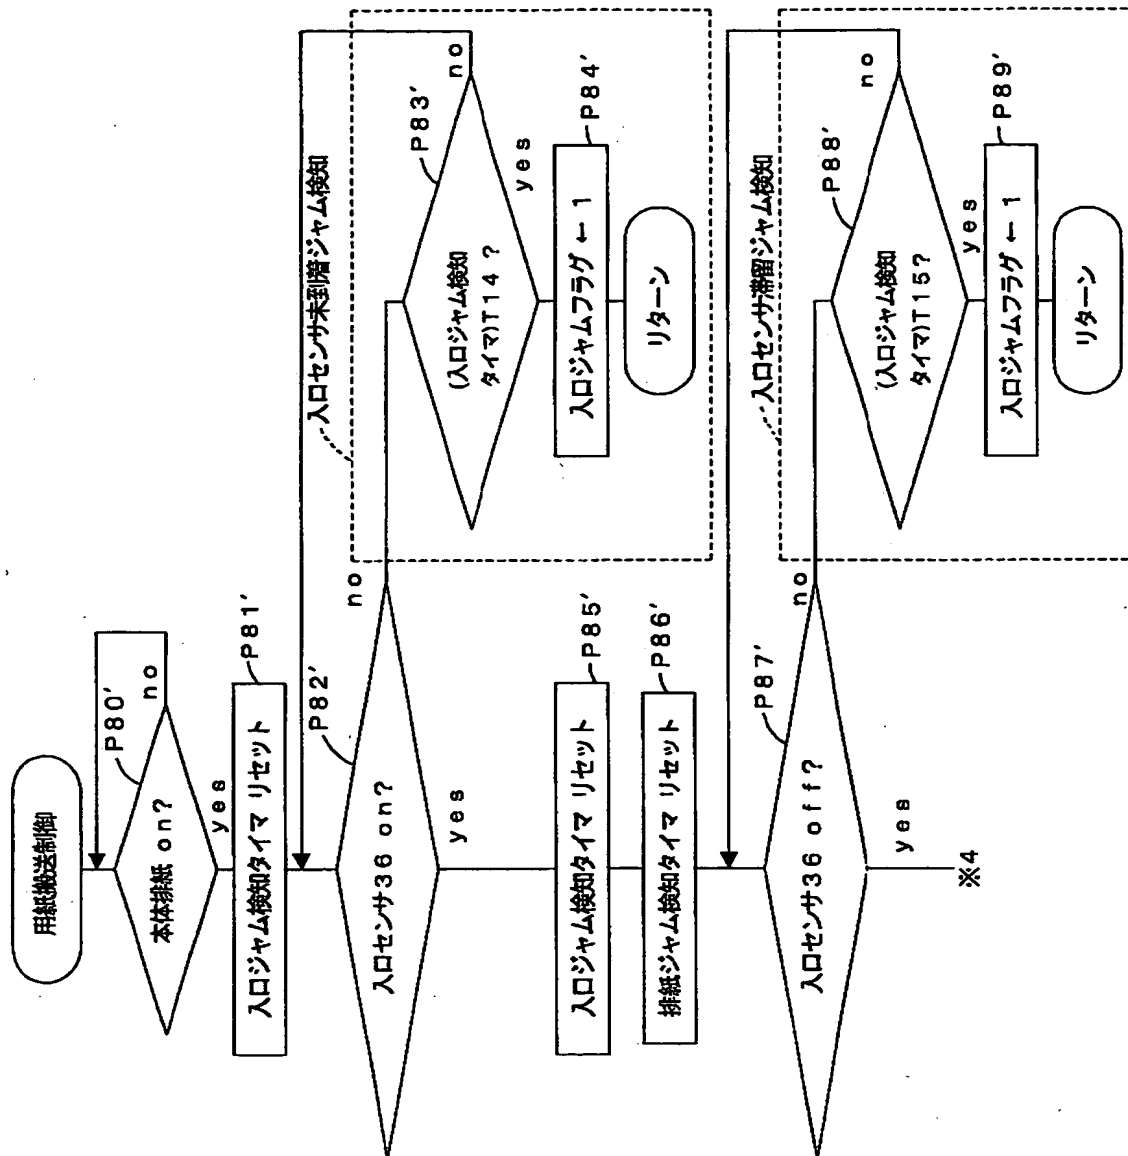 用紙搬送制御
P80′
本体排紙 on?
no
yes
P81′
入口ジャム検知タイマ リセット
P82′
入口センサ36 on?
no
yes
入口センサ未到着ジャム検知
P83′
(入口ジャム検知
タイマ)T14?
no
yes
P84′
入口ジャムフラグ ← 1
リターン
P85′
入口ジャム検知タイマ リセット
P86′
排紙ジャム検知タイマ リセット
P87′
入口センサ36 off?
no
yes
※4
入口センサ滞留ジャム検知
P88′
(入口ジャム検知
タイマ)T15?
no
yes
P89′
入口ジャムフラグ ← 1
リターン